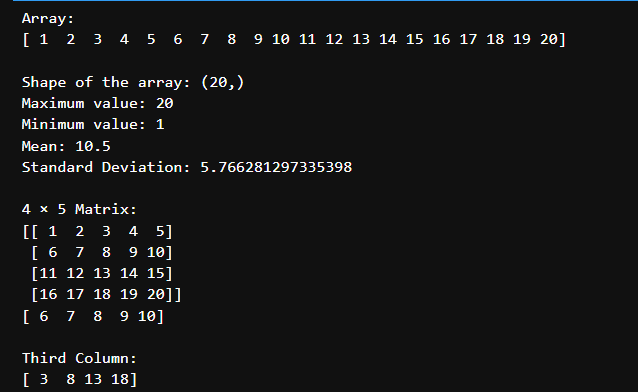 Array:
[ 1  2  3  4  5  6  7  8  9 10 11 12 13 14 15 16 17 18 19 20]
Shape of the array: (20,)
Maximum value: 20
Minimum value: 1
Mean: 10.5
Standard Deviation: 5.766281297335398
4 × 5 Matrix:
[[ 1  2  3  4  5]
 [ 6  7  8  9 10]
 [11 12 13 14 15]
 [16 17 18 19 20]]
[ 6  7  8  9 10]
Third Column:
[ 3  8 13 18]